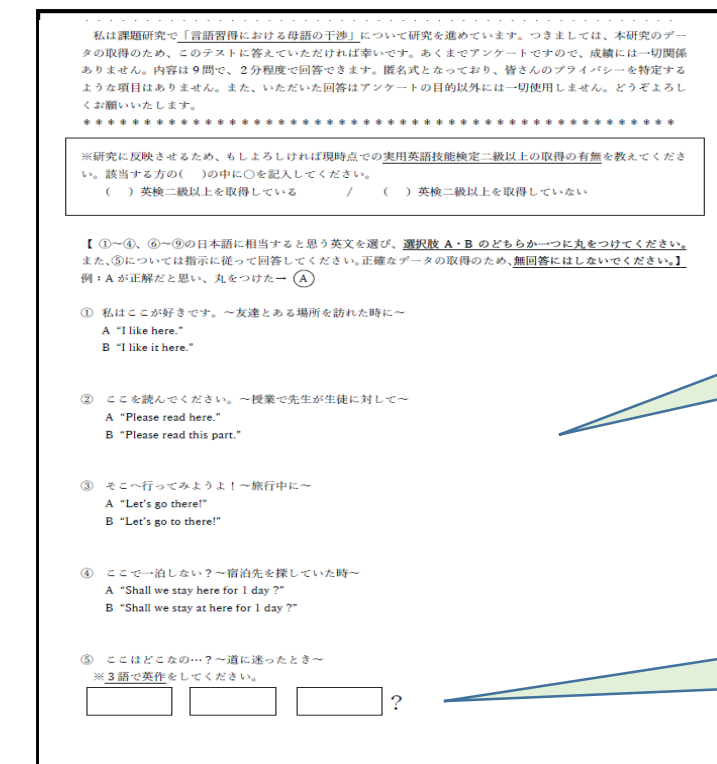 私は課題研究で「言語習得における母語の干渉」について研究を進めています。つきましては、本研究のデー
タの取得のため、このテストに答えていただければ幸いです。あくまでアンケートですので、成績には一切関係
ありません。内容は９問で、２分程度で回答できます。匿名式となっており、皆さんのプライバシーを特定する
ような項目はありません。また、いただいた回答はアンケートの目的以外には一切使用しません。どうぞよろし
くお願いいたします。
＊＊＊＊＊＊＊＊＊＊＊＊＊＊＊＊＊＊＊＊＊＊＊＊＊＊＊＊＊＊＊＊＊＊＊＊＊＊＊＊＊＊＊＊＊＊＊＊＊
※研究に反映させるため、もしよろしければ現時点での実用英語技能検定二級以上の取得の有無を教えてくださ
い。該当する方の(　)の中に○を記入してください。
（　）英検二級以上を取得している　／　（　）英検二級以上を取得していない
【 ①～④、⑥～⑨の日本語に相当すると思う英文を選び、選択肢 A・B のどちらか一つに丸をつけてください。
また、⑤については指示に従って回答してください。正確なデータの取得のため、無回答にはしないでください。】
例：A が正解だと思い、丸をつけた→ Ⓐ
① 私はここが好きです。～友達とある場所を訪れた時に～
A “I like here.”
B “I like it here.”
② ここを読んでください。～授業で先生が生徒に対して～
A “Please read here.”
B “Please read this part.”
③ そこへ行ってみようよ！～旅行中に～
A “Let's go there!”
B “Let's go to there!”
④ ここで一泊しない？～宿泊先を探していた時～
A “Shall we stay here for 1 day ?”
B “Shall we stay at here for 1 day ?”
⑤ ここはどこなの…？～道に迷ったとき～
※３語で英作をしてください。
？